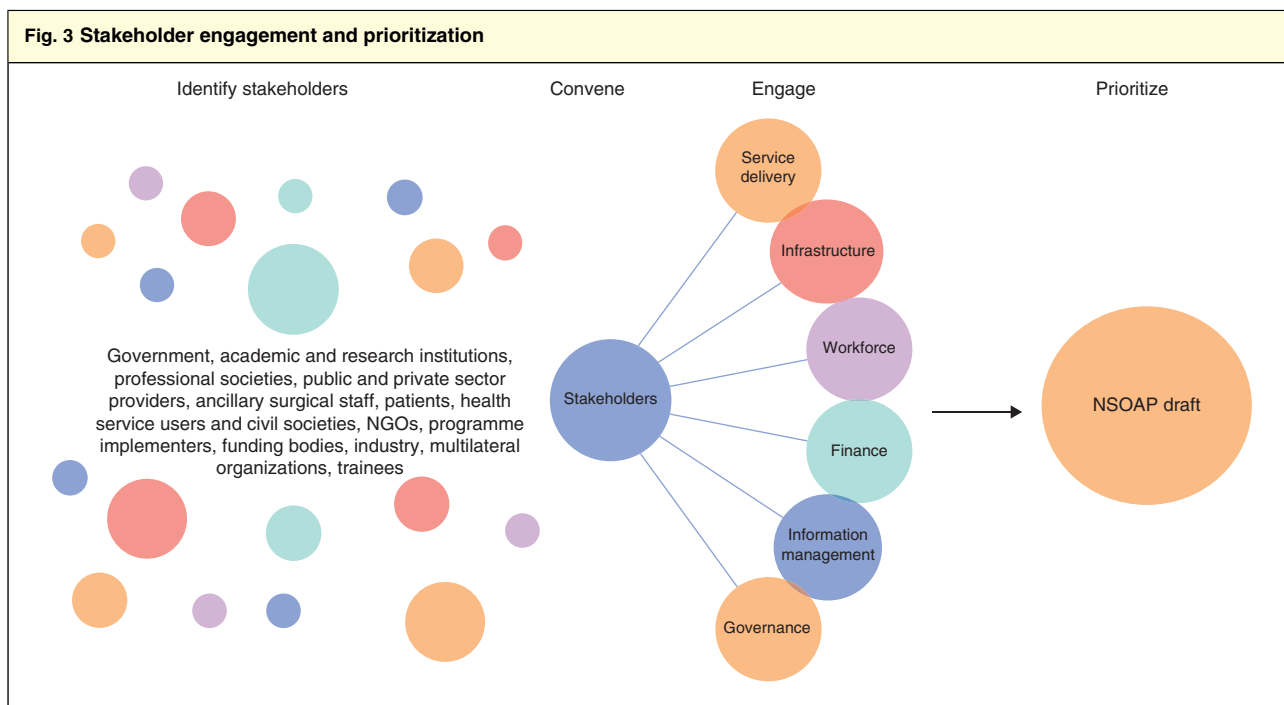 Fig. 3 Stakeholder engagement and prioritization
Identify stakeholders
Convene
Engage
Prioritize
Government, academic and research institutions,
professional societies, public and private sector
providers, ancillary surgical staff, patients, health
service users and civil societies, NGOs, programme
implementers, funding bodies, industry, multilateral
organizations, trainees
Stakeholders
Service
delivery
Infrastructure
Workforce
Finance
Information
management
Governance
NSOAP draft